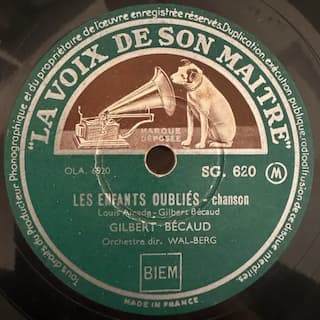 Tous droits du Producteur Phonographique et du propriétaire de l'œuvre enregistrée réservés. Duplication, exécution publique, radiodiffusion de ce disque interdites.
"LA VOIX DE SON MAITRE"
MARQUE
DÉPOSÉE
OLA. 6920
SG. 620 M
LES ENFANTS OUBLIÉS - chanson
Louis Amade - Gilbert Bécaud
GILBERT BÉCAUD
Orchestre dir. WAL-BERG
BIEM
MADE IN FRANCE